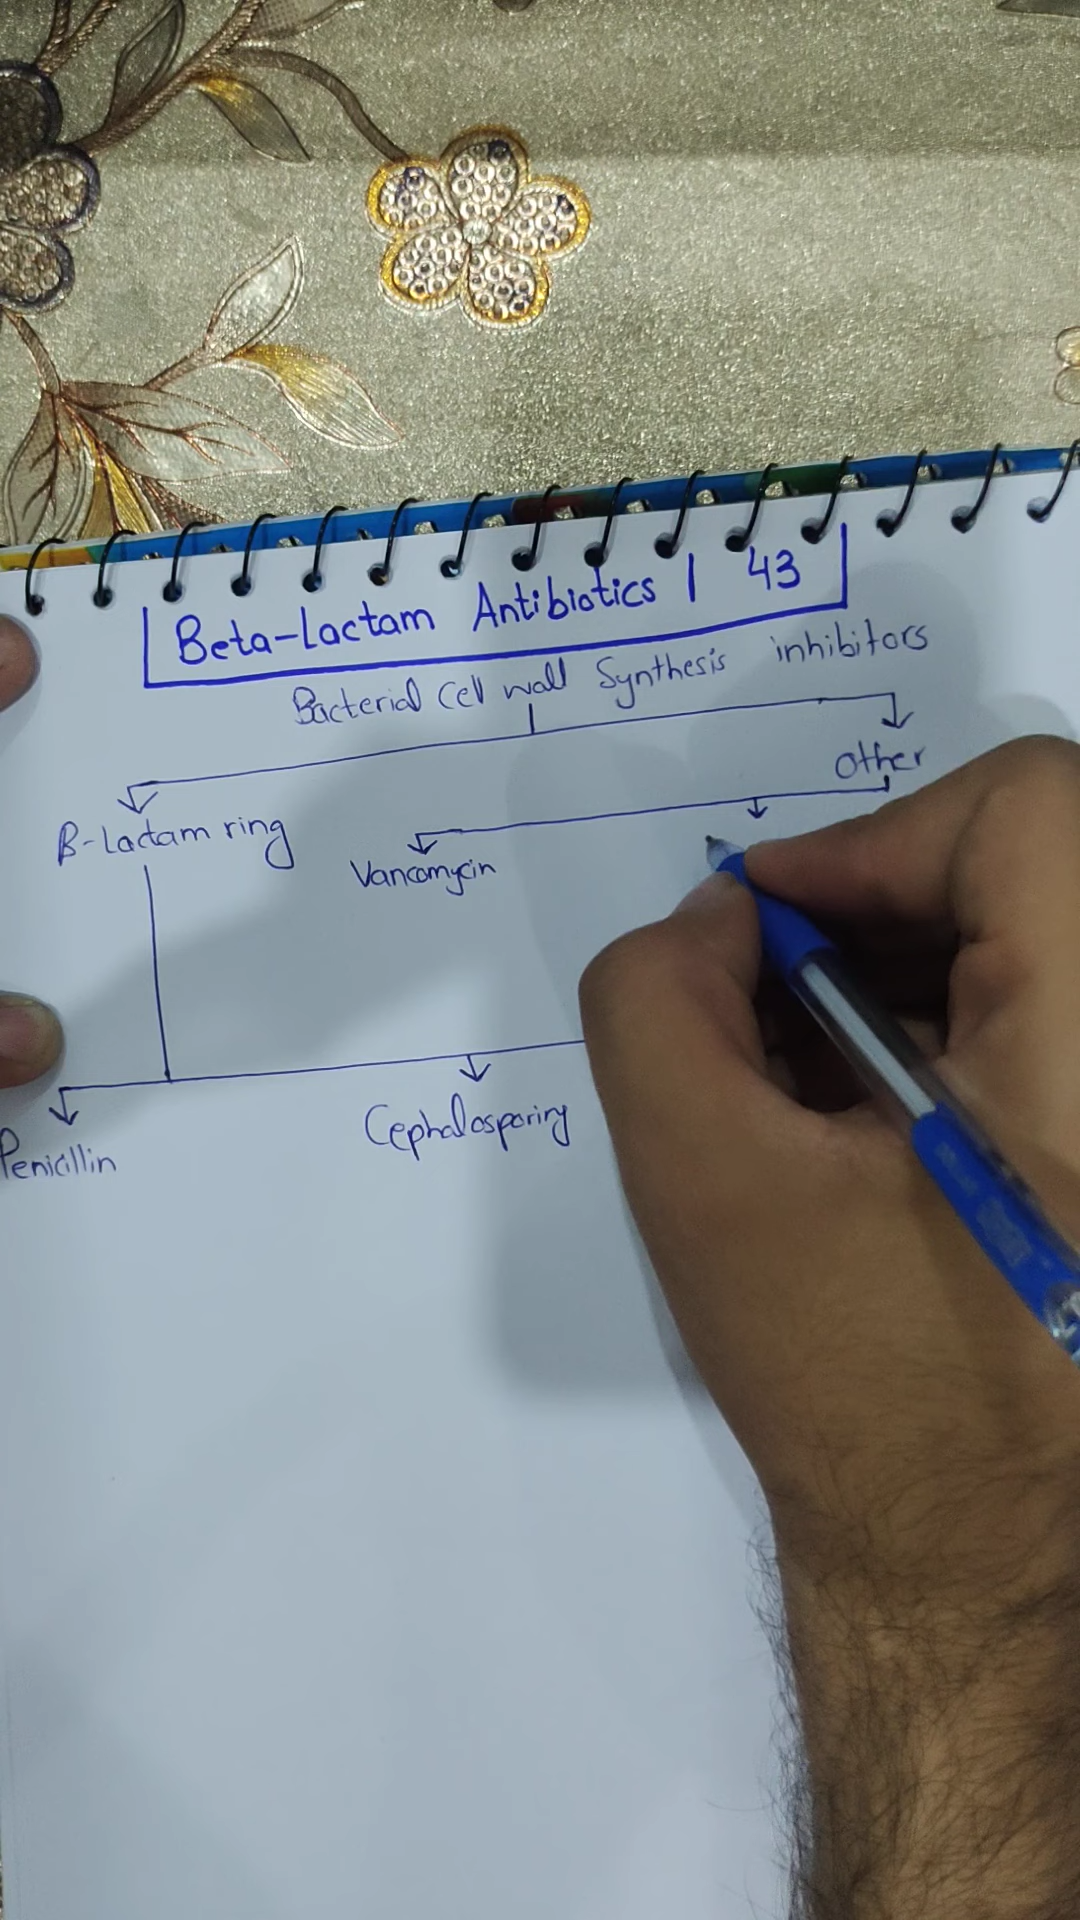 Beta-Lactam Antibiotics | 43
Bacterial Cell wall Synthesis inhibitors
Other
β-Lactam ring
Vancomycin
Cephalosporins
Penicillin